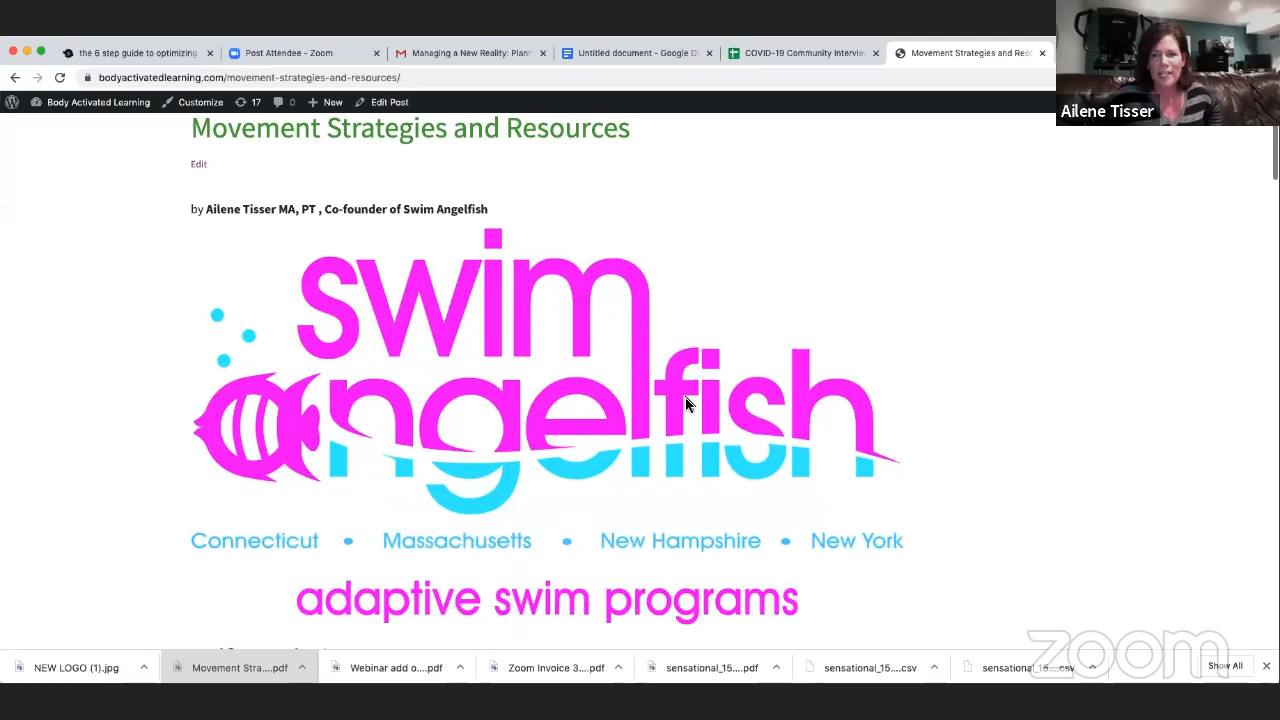 the 6 step guide to optimizing
Post Attendee - Zoom
Managing a New Reality: Plan
Untitled document - Google D
COVID-19 Community Intervie
Movement Strategies and Reso
bodyactivatedlearning.com/movement-strategies-and-resources/
Body Activated Learning Customize 17 0 New Edit Post
Ailene Tisser
Movement Strategies and Resources
Edit
by Ailene Tisser MA, PT , Co-founder of Swim Angelfish
swim
angelfish
Connecticut • Massachusetts • New Hampshire • New York
adaptive swim programs
zoom
NEW LOGO (1).jpg
Movement Stra....pdf
Webinar add o....pdf
Zoom Invoice 3....pdf
sensational_15....pdf
sensational_15....csv
sensational_15....csv
Show All